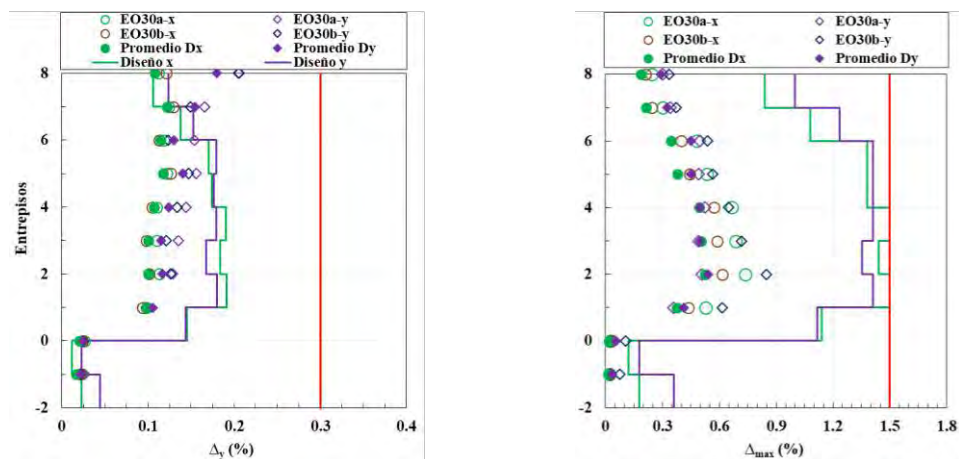 EO30a-x EO30a-y
EO30b-x EO30b-y
Promedio Dx Promedio Dy
Diseño x Diseño y
8
6
4
2
0
-2
Entrepisos
0 0.1 0.2 0.3 0.4
Δy (%)
EO30a-x EO30a-y
EO30b-x EO30b-y
Promedio Dx Promedio Dy
8
6
4
2
0
-2
0 0.3 0.6 0.9 1.2 1.5 1.8
Δmax (%)